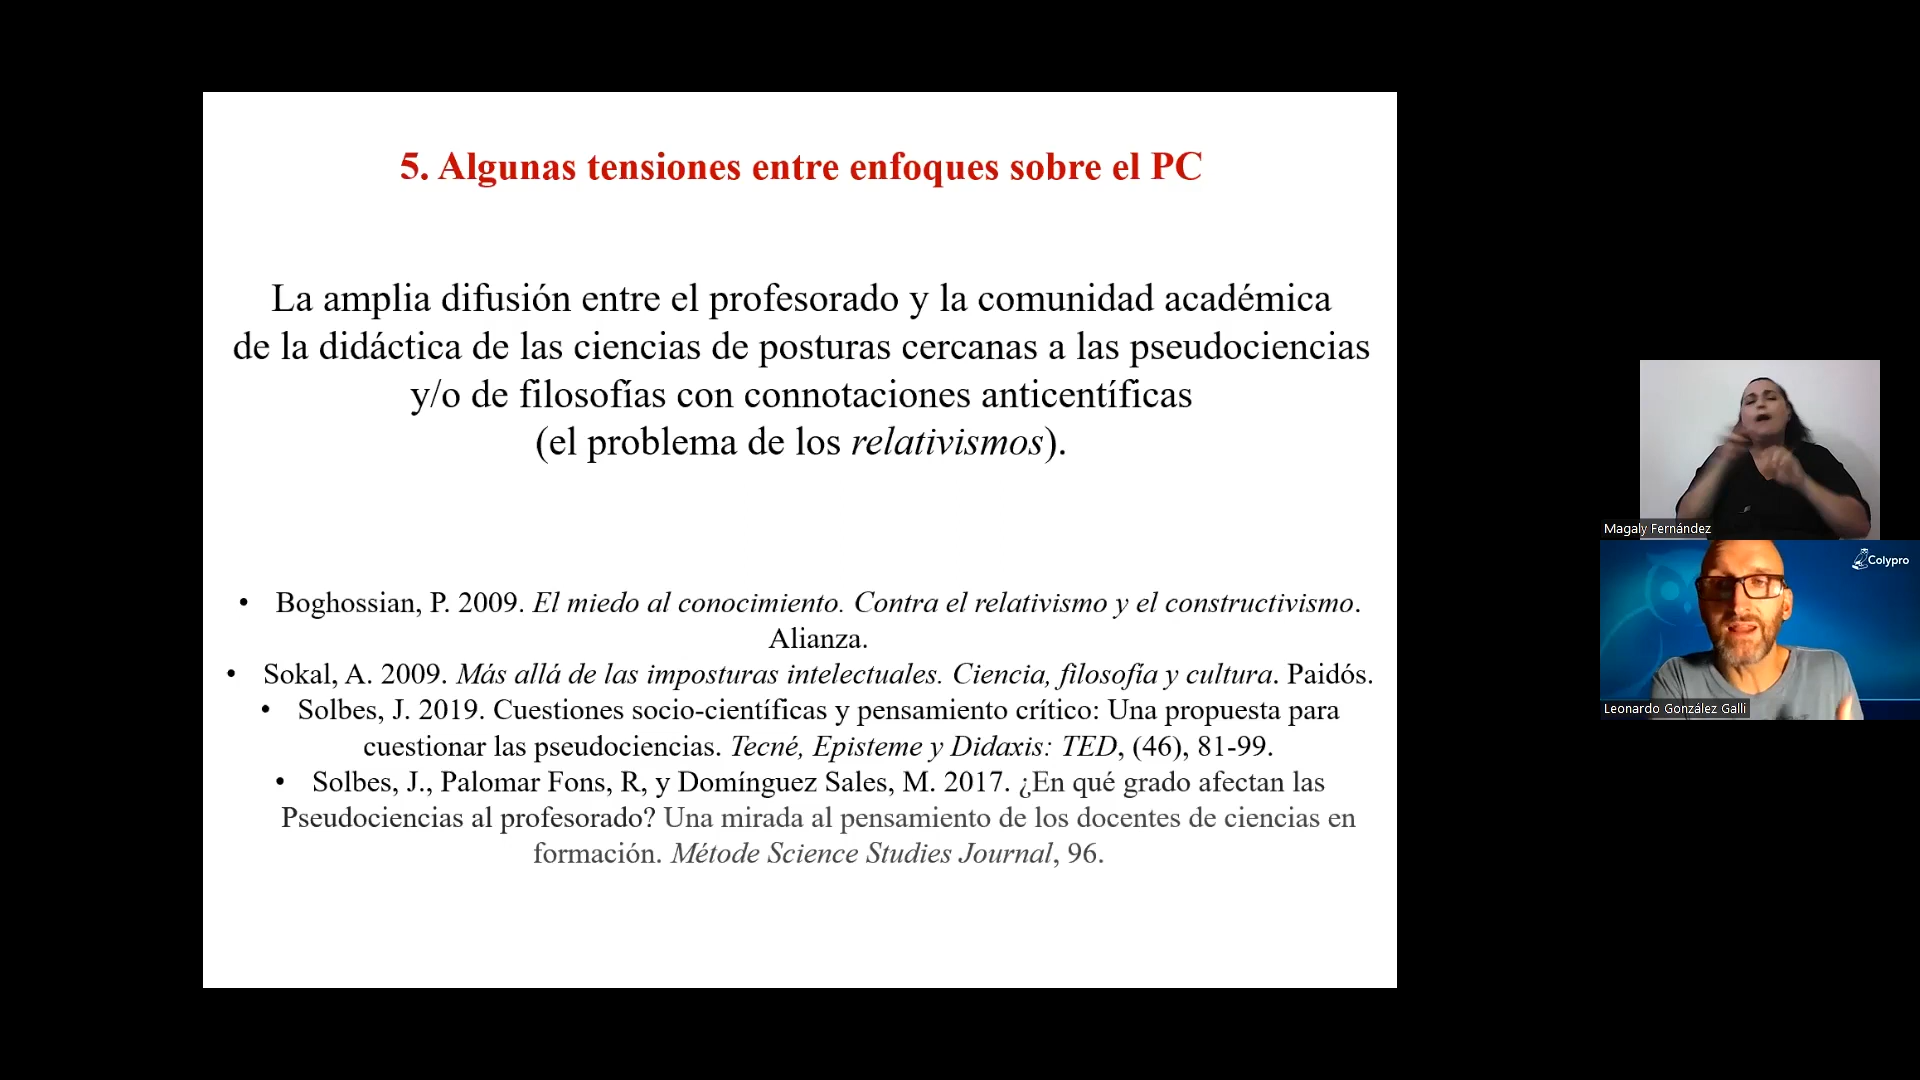 5. Algunas tensiones entre enfoques sobre el PC
La amplia difusión entre el profesorado y la comunidad académica
de la didáctica de las ciencias de posturas cercanas a las pseudociencias
y/o de filosofías con connotaciones anticentíficas
(el problema de los relativismos).
• Boghossian, P. 2009. El miedo al conocimiento. Contra el relativismo y el constructivismo.
Alianza.
• Sokal, A. 2009. Más allá de las imposturas intelectuales. Ciencia, filosofía y cultura. Paidós.
• Solbes, J. 2019. Cuestiones socio-científicas y pensamiento crítico: Una propuesta para
cuestionar las pseudociencias. Tecné, Episteme y Didaxis: TED, (46), 81-99.
• Solbes, J., Palomar Fons, R, y Domínguez Sales, M. 2017. ¿En qué grado afectan las
Pseudociencias al profesorado? Una mirada al pensamiento de los docentes de ciencias en
formación. Métode Science Studies Journal, 96.
Magaly Fernández
Colypro
Leonardo González Galli